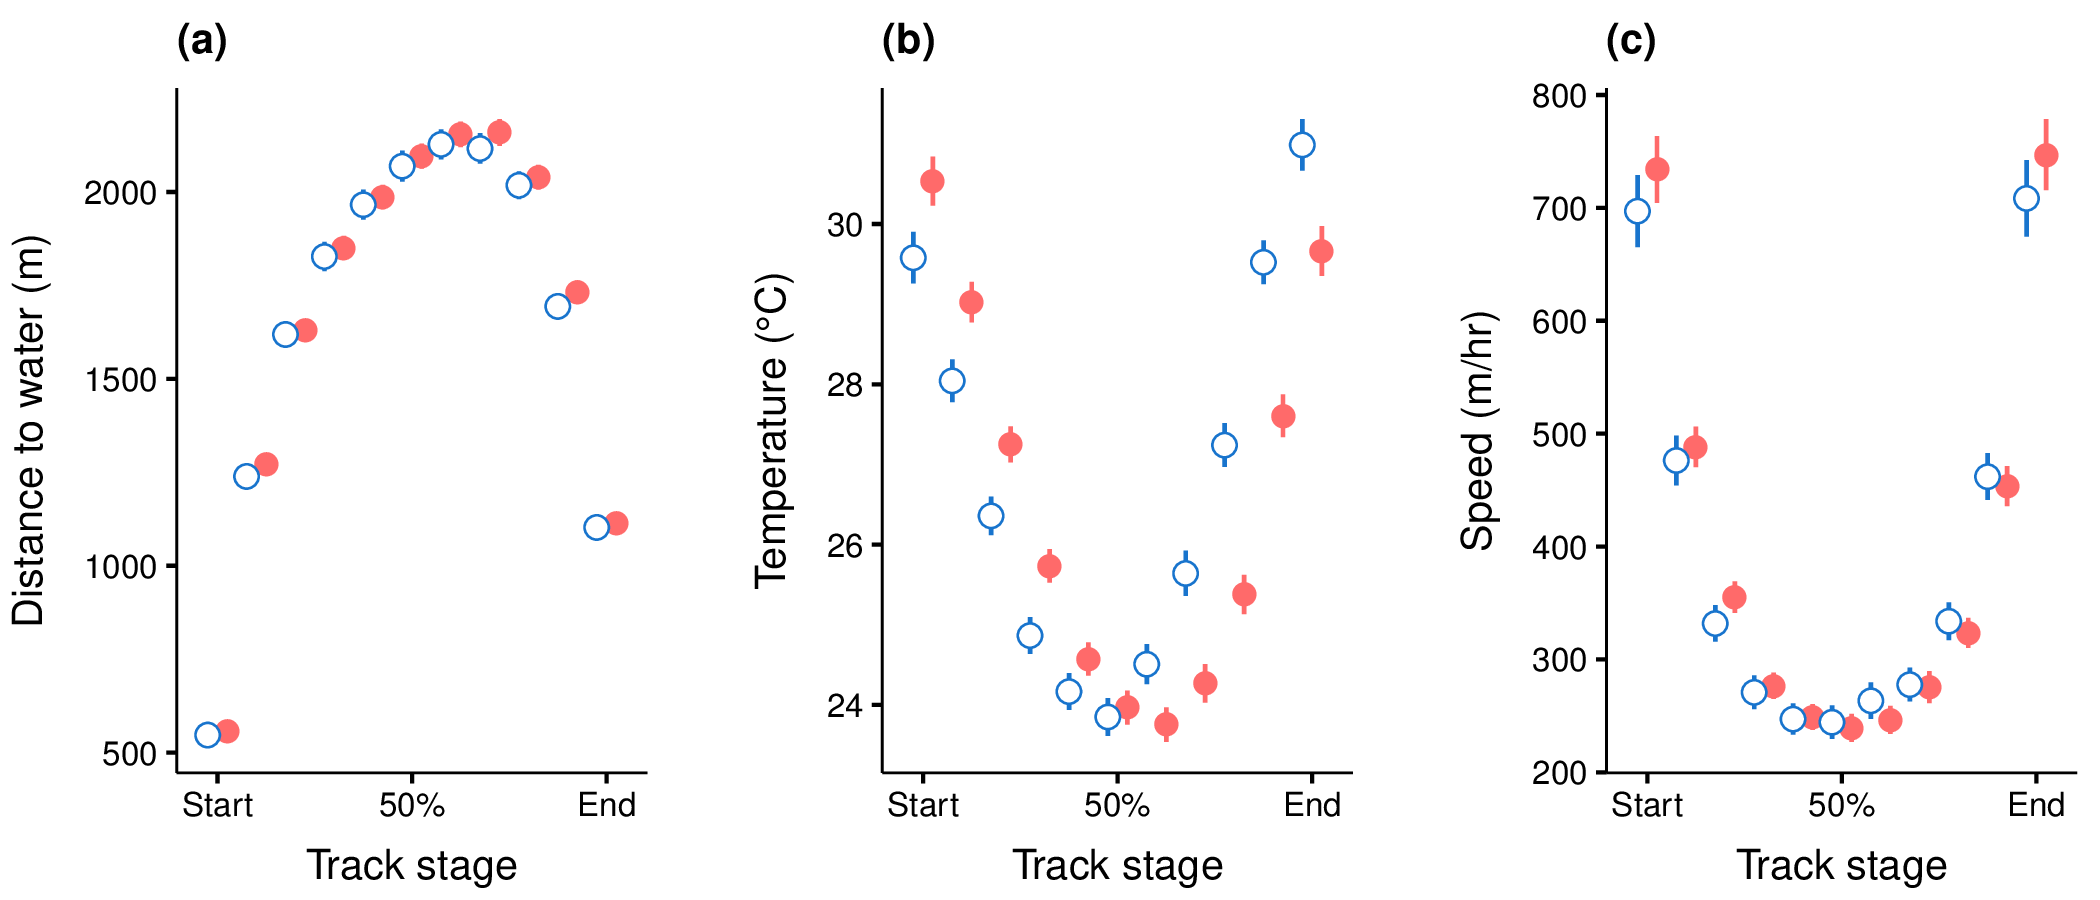 (a)
Distance to water (m)
2000
1500
1000
500
Start 50% End
Track stage
(b)
Temperature (°C)
30
28
26
24
Start 50% End
Track stage
(c)
Speed (m/hr)
800
700
600
500
400
300
200
Start 50% End
Track stage